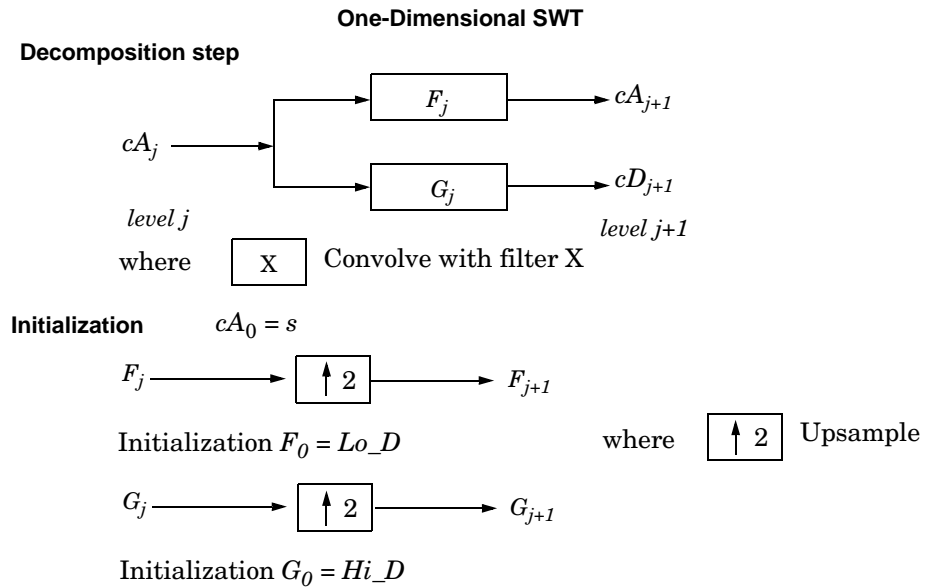 One-Dimensional SWT
Decomposition step
F_j
cA_{j+1}
cA_j
G_j
cD_{j+1}
level j
level j+1
where X Convolve with filter X
Initialization cA_0 = s
F_j ↑ 2 F_{j+1}
Initialization F_0 = Lo_D where ↑ 2 Upsample
G_j ↑ 2 G_{j+1}
Initialization G_0 = Hi_D